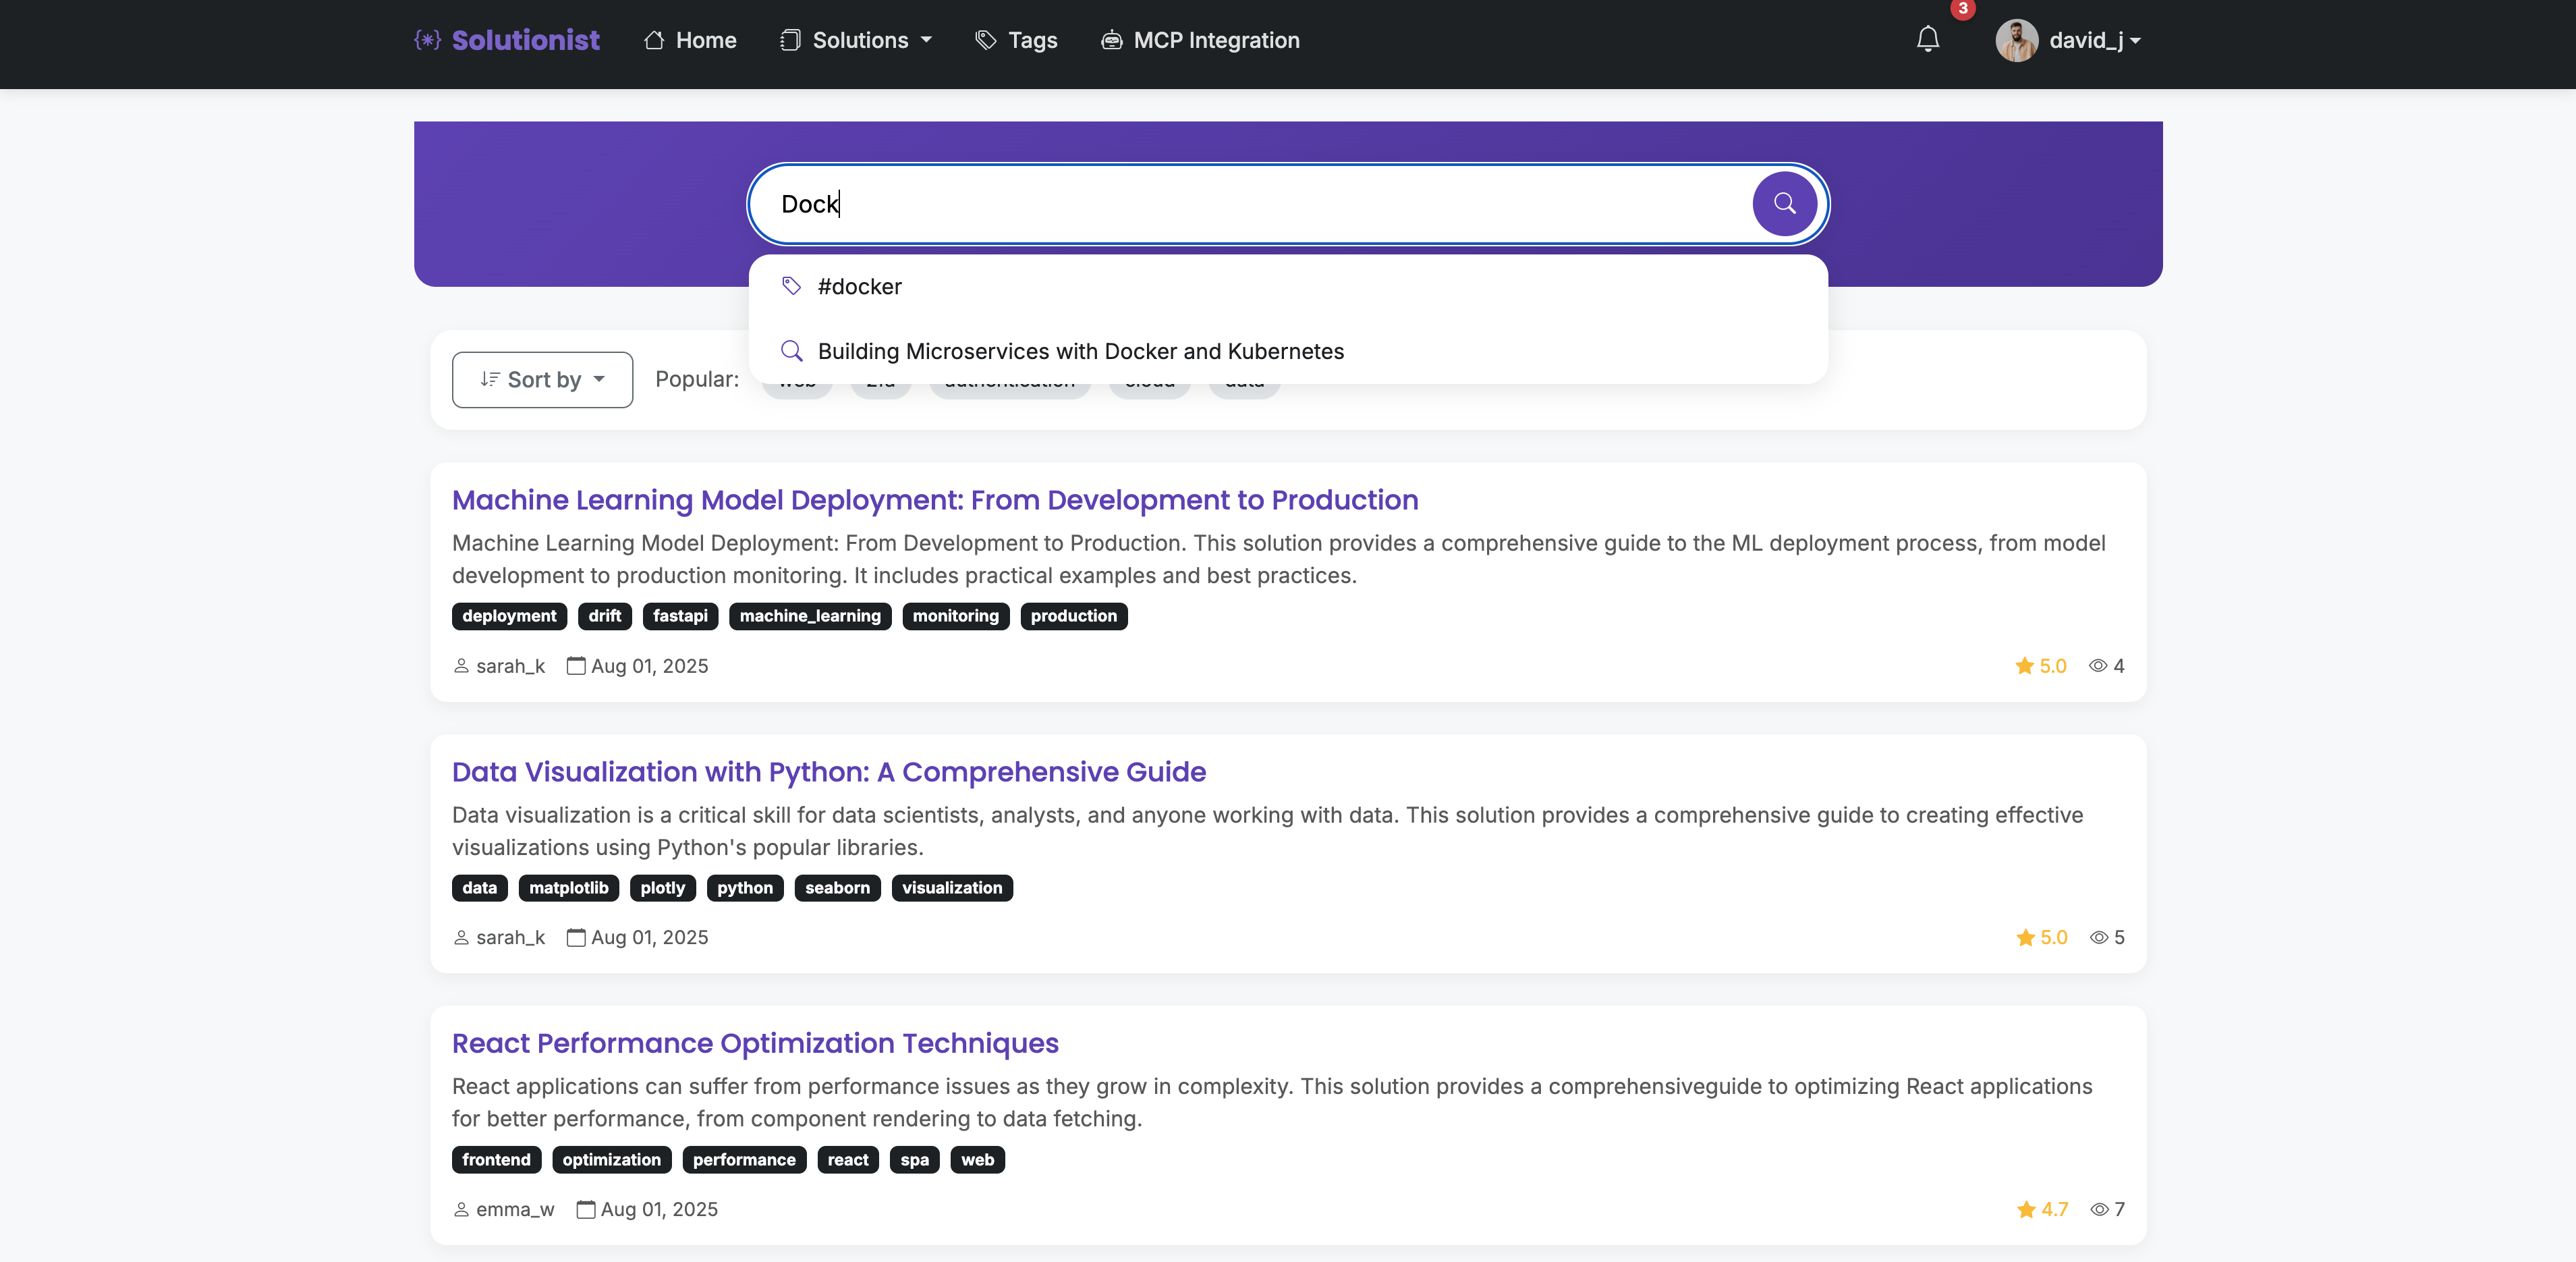 {*} Solutionist Home Solutions Tags MCP Integration 3 david_j
Dock
#docker
Building Microservices with Docker and Kubernetes
Sort by Popular: web 2fa authentication cloud data
Machine Learning Model Deployment: From Development to Production
Machine Learning Model Deployment: From Development to Production. This solution provides a comprehensive guide to the ML deployment process, from model
development to production monitoring. It includes practical examples and best practices.
deployment drift fastapi machine_learning monitoring production
sarah_k Aug 01, 2025 5.0 4
Data Visualization with Python: A Comprehensive Guide
Data visualization is a critical skill for data scientists, analysts, and anyone working with data. This solution provides a comprehensive guide to creating effective
visualizations using Python's popular libraries.
data matplotlib plotly python seaborn visualization
sarah_k Aug 01, 2025 5.0 5
React Performance Optimization Techniques
React applications can suffer from performance issues as they grow in complexity. This solution provides a comprehensiveguide to optimizing React applications
for better performance, from component rendering to data fetching.
frontend optimization performance react spa web
emma_w Aug 01, 2025 4.7 7